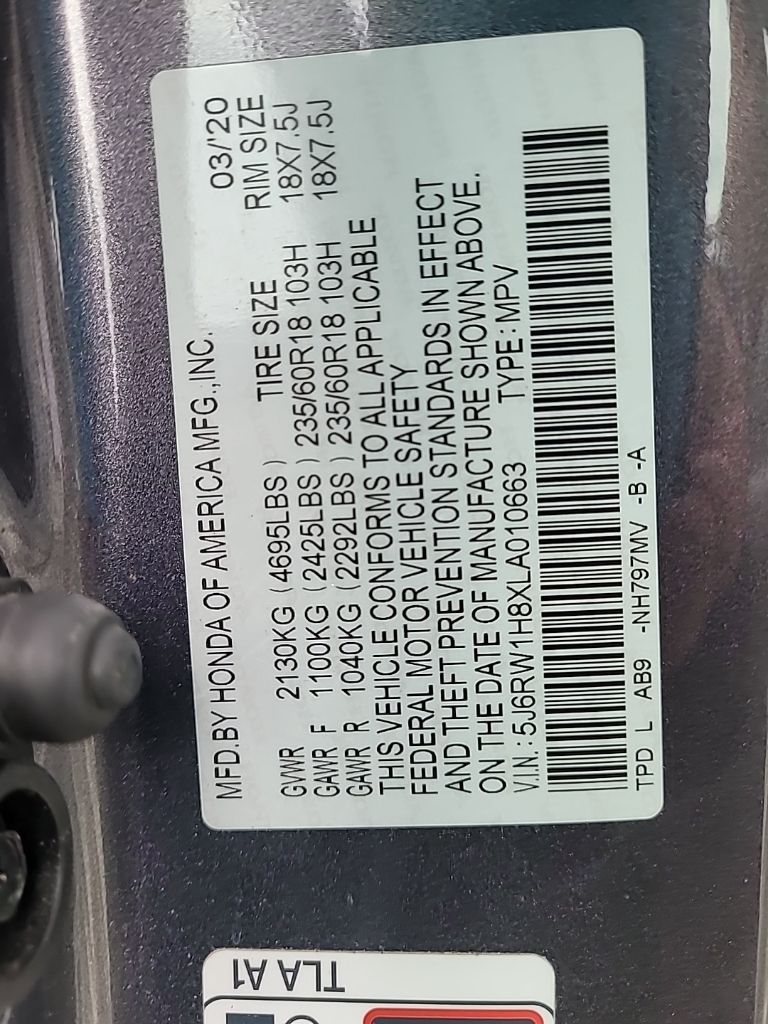 MFD.BY HONDA OF AMERICA MFG.,INC. 03/'20
TIRE SIZE RIM SIZE
GVWR 2130KG (4695LBS)
GAWR F 1100KG (2425LBS) 235/60R18 103H 18X7.5J
GAWR R 1040KG (2292LBS) 235/60R18 103H 18X7.5J
THIS VEHICLE CONFORMS TO ALL APPLICABLE
FEDERAL MOTOR VEHICLE SAFETY
AND THEFT PREVENTION STANDARDS IN EFFECT
ON THE DATE OF MANUFACTURE SHOWN ABOVE.
V.I.N.: 5J6RW1H8XLA010663 TYPE:MPV
TPD L AB9 -NH797MV -B -A
TLA A1